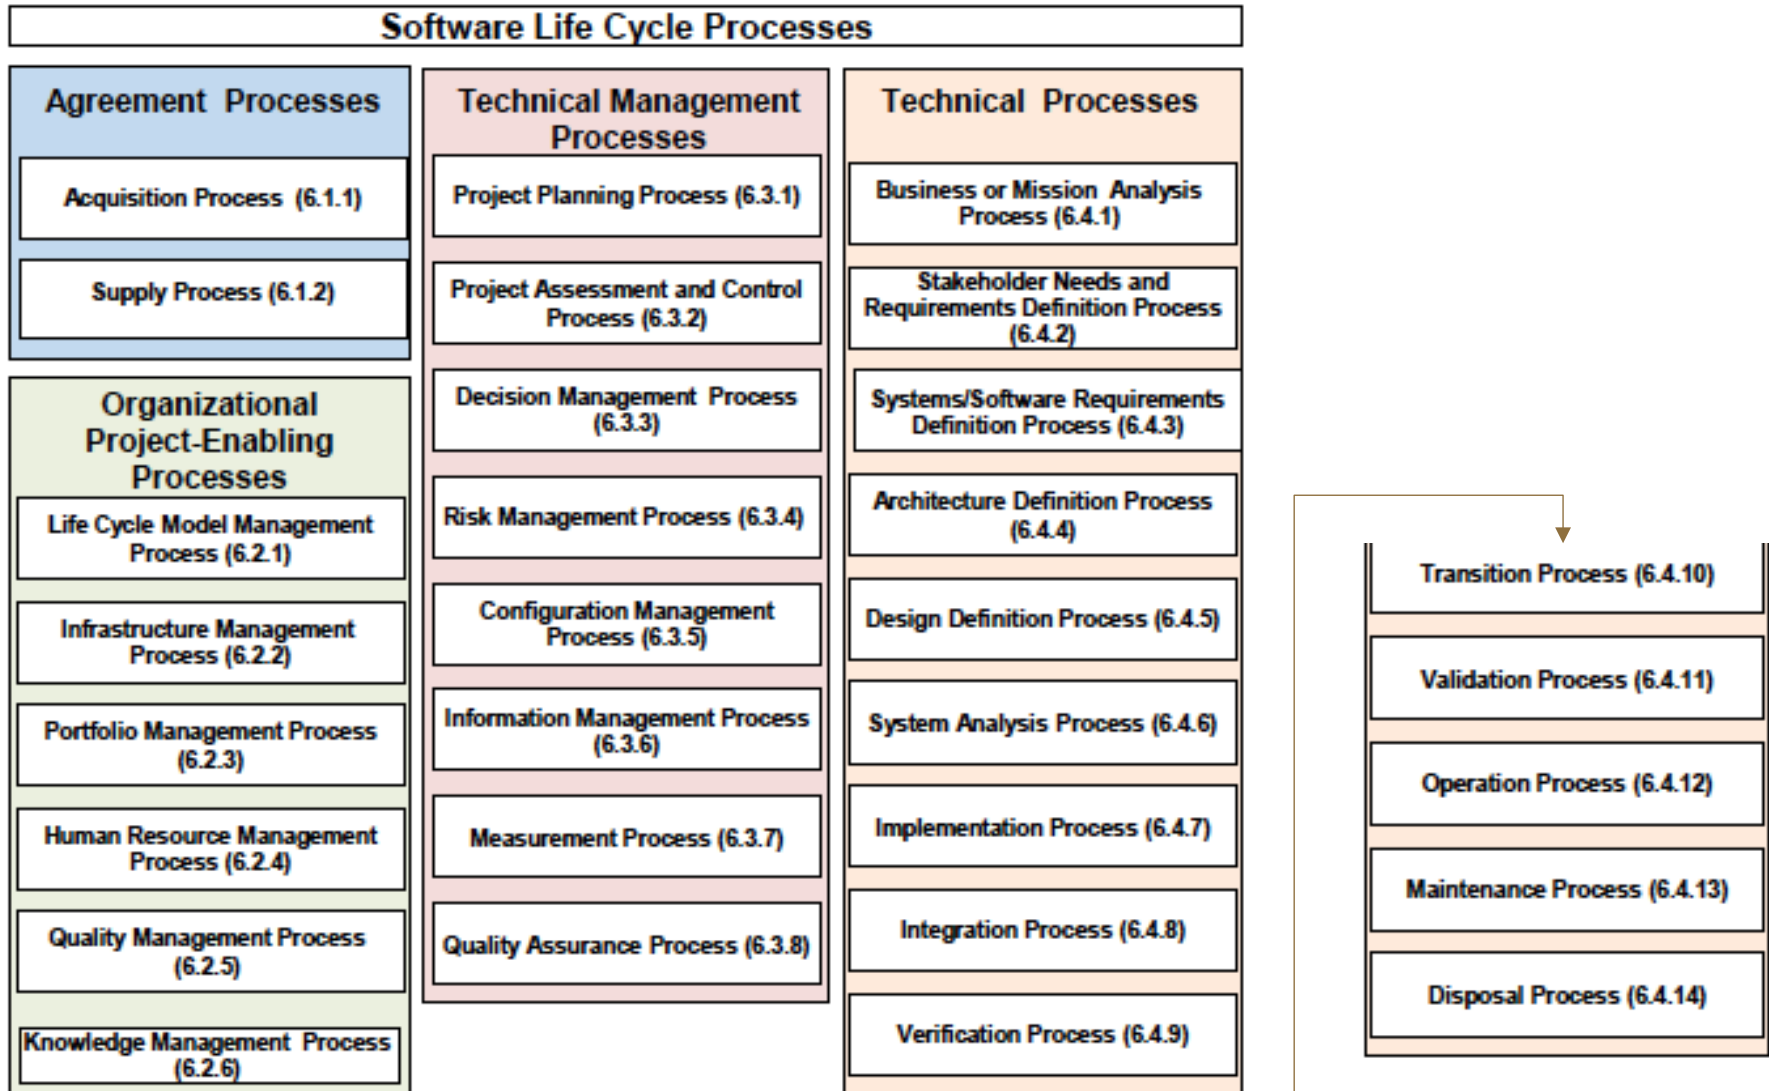 Software Life Cycle Processes
Agreement Processes
Acquisition Process (6.1.1)
Supply Process (6.1.2)
Organizational
Project-Enabling
Processes
Life Cycle Model Management
Process (6.2.1)
Infrastructure Management
Process (6.2.2)
Portfolio Management Process
(6.2.3)
Human Resource Management
Process (6.2.4)
Quality Management Process
(6.2.5)
Knowledge Management Process
(6.2.6)
Technical Management
Processes
Project Planning Process (6.3.1)
Project Assessment and Control
Process (6.3.2)
Decision Management Process
(6.3.3)
Risk Management Process (6.3.4)
Configuration Management
Process (6.3.5)
Information Management Process
(6.3.6)
Measurement Process (6.3.7)
Quality Assurance Process (6.3.8)
Technical Processes
Business or Mission Analysis
Process (6.4.1)
Stakeholder Needs and
Requirements Definition Process
(6.4.2)
Systems/Software Requirements
Definition Process (6.4.3)
Architecture Definition Process
(6.4.4)
Design Definition Process (6.4.5)
System Analysis Process (6.4.6)
Implementation Process (6.4.7)
Integration Process (6.4.8)
Verification Process (6.4.9)
Transition Process (6.4.10)
Validation Process (6.4.11)
Operation Process (6.4.12)
Maintenance Process (6.4.13)
Disposal Process (6.4.14)